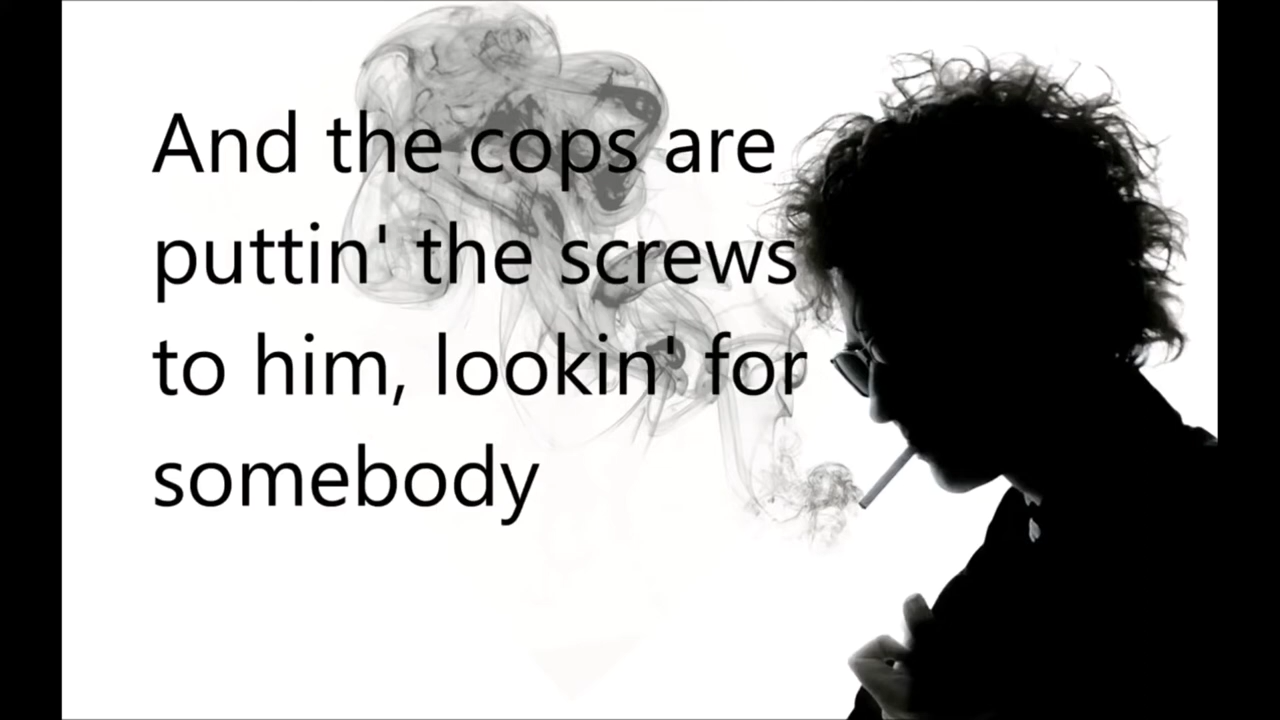 And the cops are
puttin' the screws
to him, lookin' for
somebody